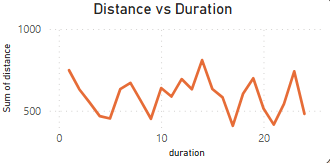 Distance vs Duration
1000
Sum of distance
500
0
10
20
duration